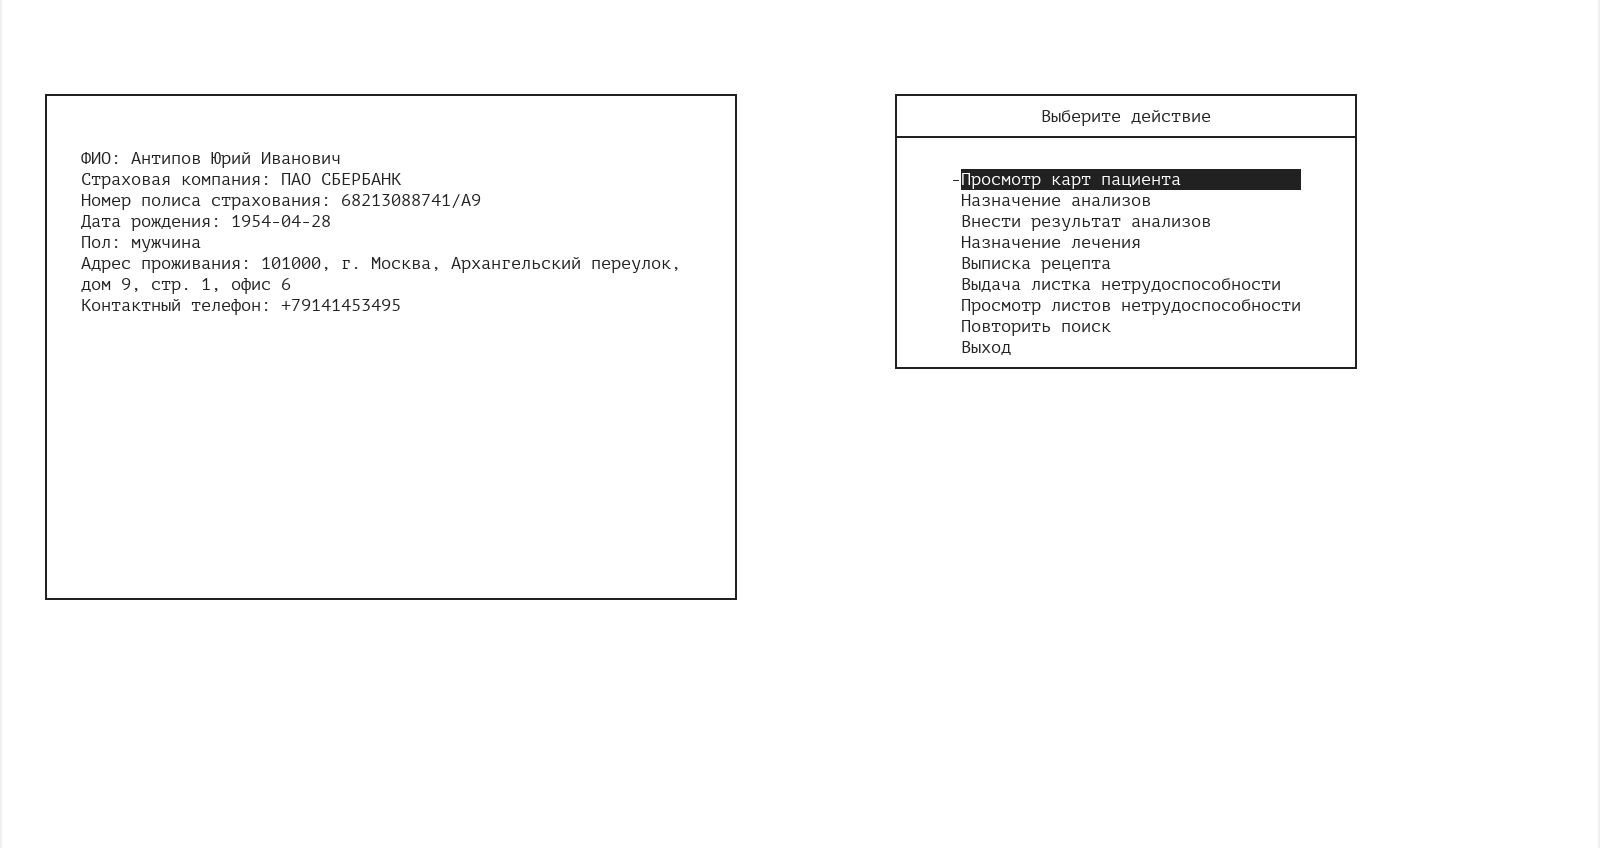 ФИО: Антипов Юрий Иванович
Страховая компания: ПАО СБЕРБАНК
Номер полиса страхования: 68213088741/А9
Дата рождения: 1954-04-28
Пол: мужчина
Адрес проживания: 101000, г. Москва, Архангельский переулок,
дом 9, стр. 1, офис 6
Контактный телефон: +79141453495
Выберите действие
-Просмотр карт пациента
Назначение анализов
Внести результат анализов
Назначение лечения
Выписка рецепта
Выдача листка нетрудоспособности
Просмотр листов нетрудоспособности
Повторить поиск
Выход